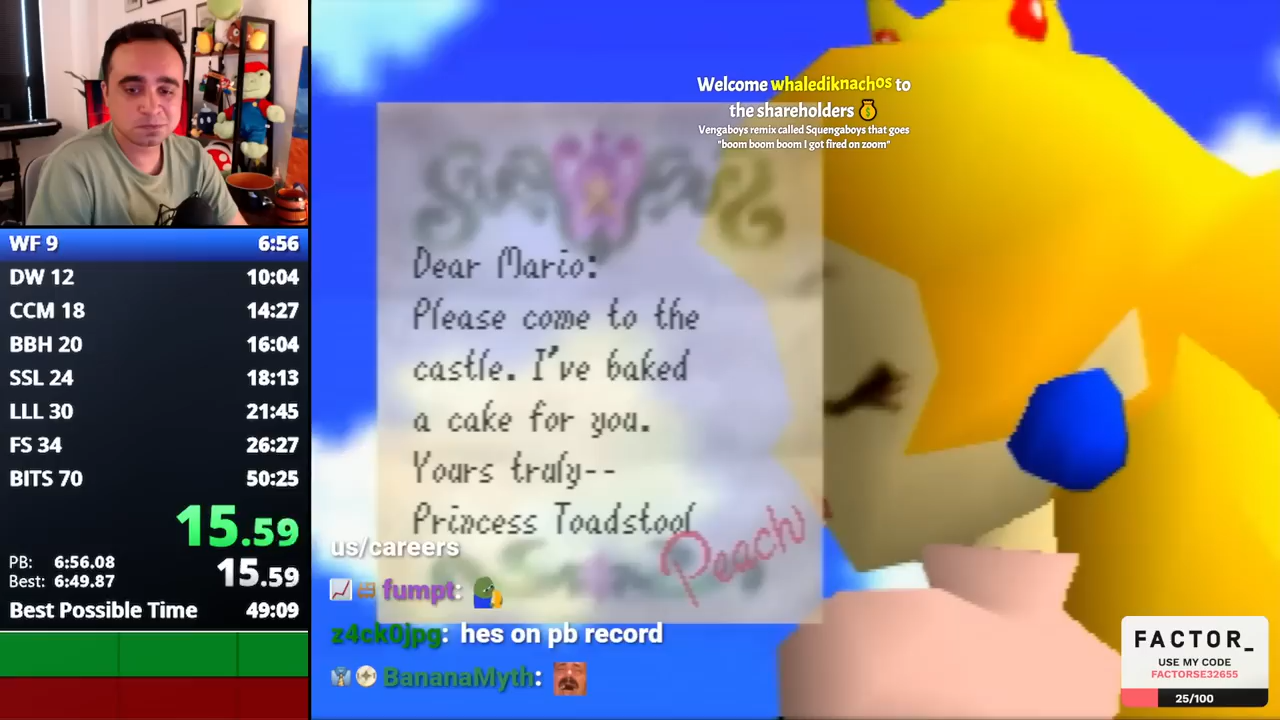 WF 9 6:56
DW 12 10:04
CCM 18 14:27
BBH 20 16:04
SSL 24 18:13
LLL 30 21:45
FS 34 26:27
BITS 70 50:25
15.59
PB: 6:56.08
Best: 6:49.87
15.59
Best Possible Time 49:09
Welcome whalediknachos to
the shareholders
Vengaboys remix called Squengaboys that goes
"boom boom boom I got fired on zoom"
Dear Mario:
Please come to the
castle. I've baked
a cake for you.
Yours truly--
Princess Toadstool
Peach
us/careers
fumpt:
z4ck0jpg: hes on pb record
BananaMyth:
FACTOR_
USE MY CODE
FACTORSE32655
25/100